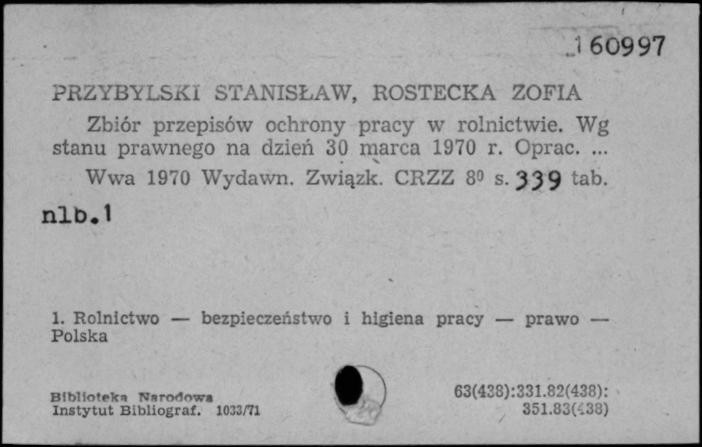 160997
PRZYBYLSKI STANISŁAW, ROSTECKA ZOFIA
Zbiór przepisów ochrony pracy w rolnictwie. Wg
stanu prawnego na dzień 30 marca 1970 r. Oprac. ...
Wwa 1970 Wydawn. Związk. CRZZ 8⁰ s. 339 tab.
nlb.1
1. Rolnictwo — bezpieczeństwo i higiena pracy — prawo —
Polska
Biblioteka Narodowa
Instytut Bibliograf. 1033/71
63(438):331.82(438):
351.83(438)